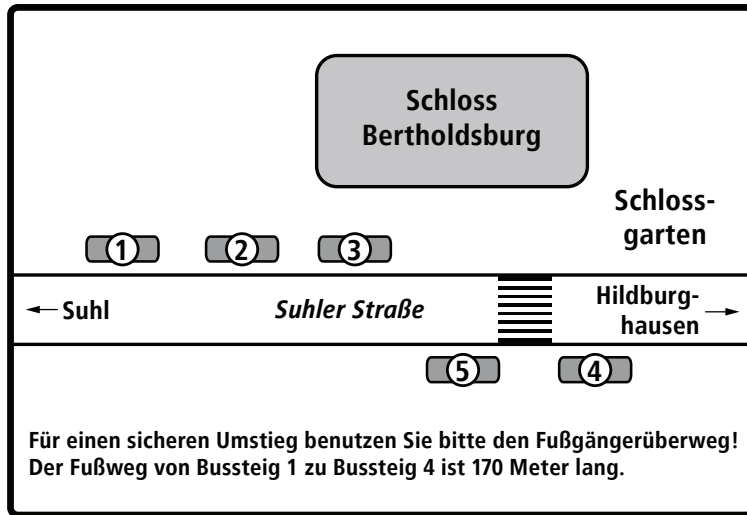 Schloss
Bertholdsburg
Schloss-
garten
1 2 3
← Suhl
Suhler Straße
Hildburg-
hausen →
5 4
Für einen sicheren Umstieg benutzen Sie bitte den Fußgängerüberweg!
Der Fußweg von Bussteig 1 zu Bussteig 4 ist 170 Meter lang.